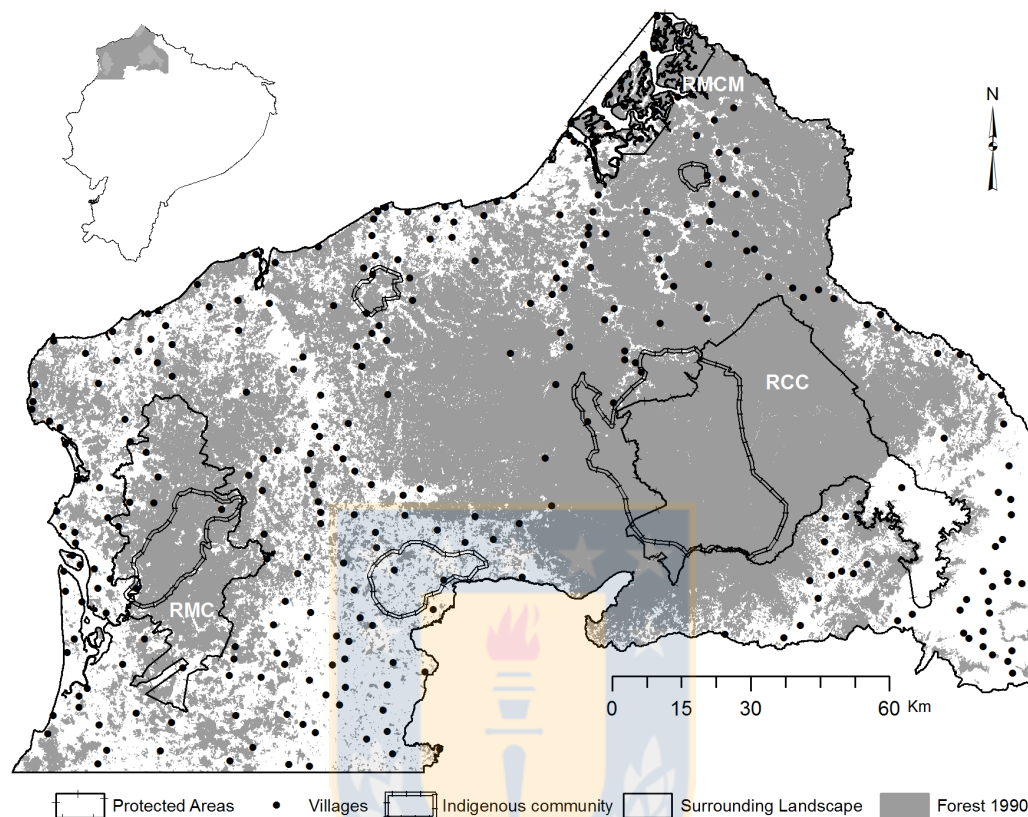 RMCM
N
RCC
RMC
0 15 30 60 Km
Protected Areas Villages Indigenous community Surrounding Landscape Forest 1990